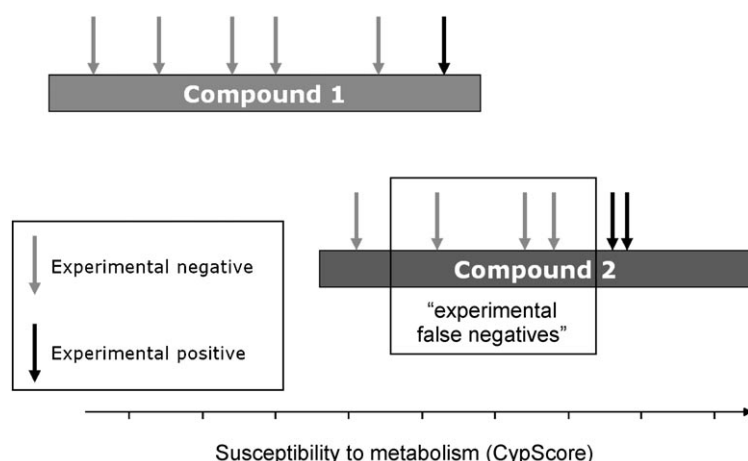 Compound 1
Compound 2
“experimental
false negatives”
Experimental negative
Experimental positive
Susceptibility to metabolism (CypScore)